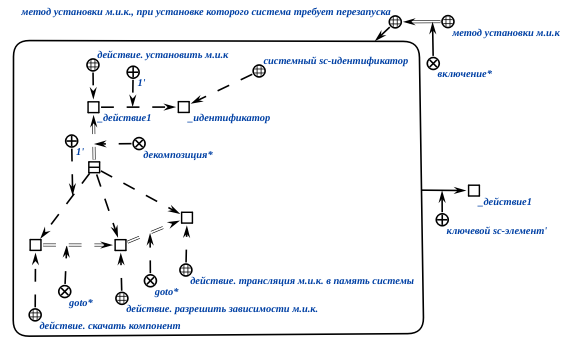 метод установки м.и.к., при установке которого система требует перезапуска
метод установки м.и.к
включение*
действие. установить м.и.к
системный sc-идентификатор
1'
_действие1
_идентификатор
1'
декомпозиция*
_действие1
ключевой sc-элемент'
действие. трансляция м.и.к. в память системы
goto*
goto*
действие. разрешить зависимости м.и.к.
действие. скачать компонент